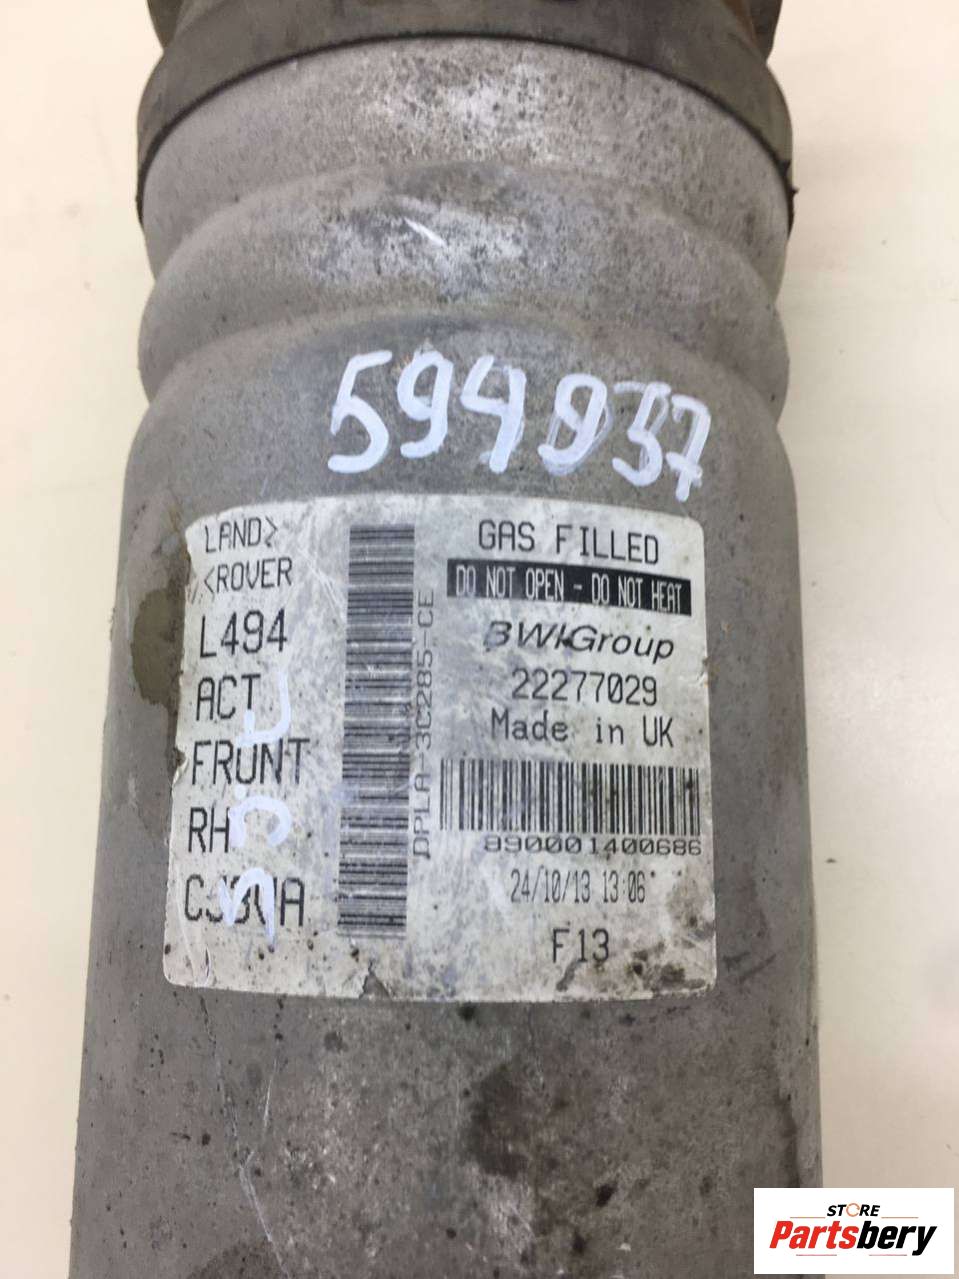 594937
LAND>
<ROVER
L494
ACT
FRONT
RH
DPLA-3C285-CE
GAS FILLED
DO NOT OPEN - DO NOT HEAT
BWI Group
22277029
Made in UK
890001400686
24/10/13 13:06
F13
STORE
Partsbery